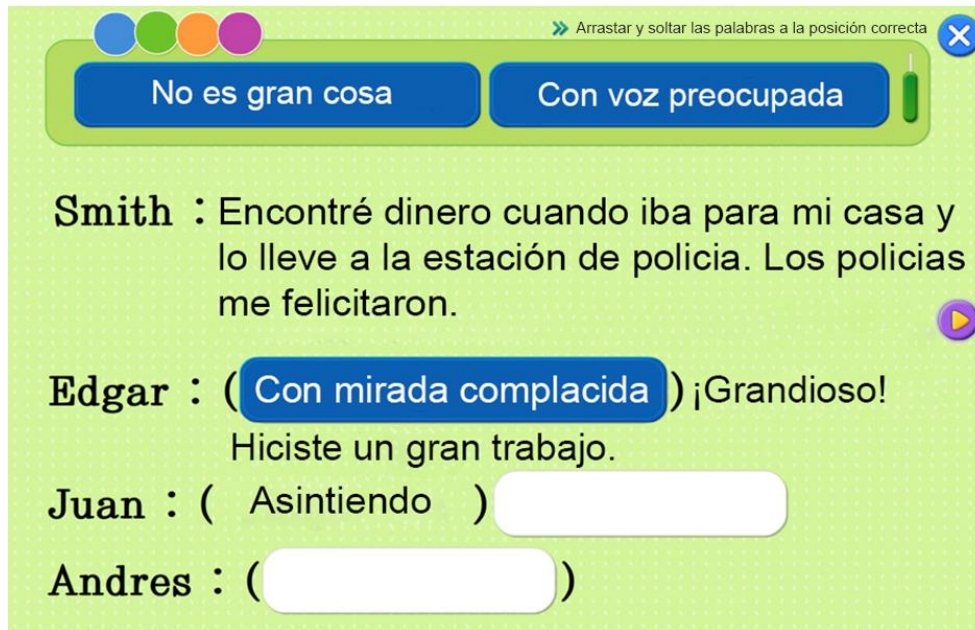 Arrastar y soltar las palabras a la posición correcta
No es gran cosa Con voz preocupada
Smith : Encontré dinero cuando iba para mi casa y
lo lleve a la estación de policia. Los policias
me felicitaron.
Edgar : ( Con mirada complacida ) ¡Grandioso!
Hiciste un gran trabajo.
Juan : ( Asintiendo )
Andres : ( )